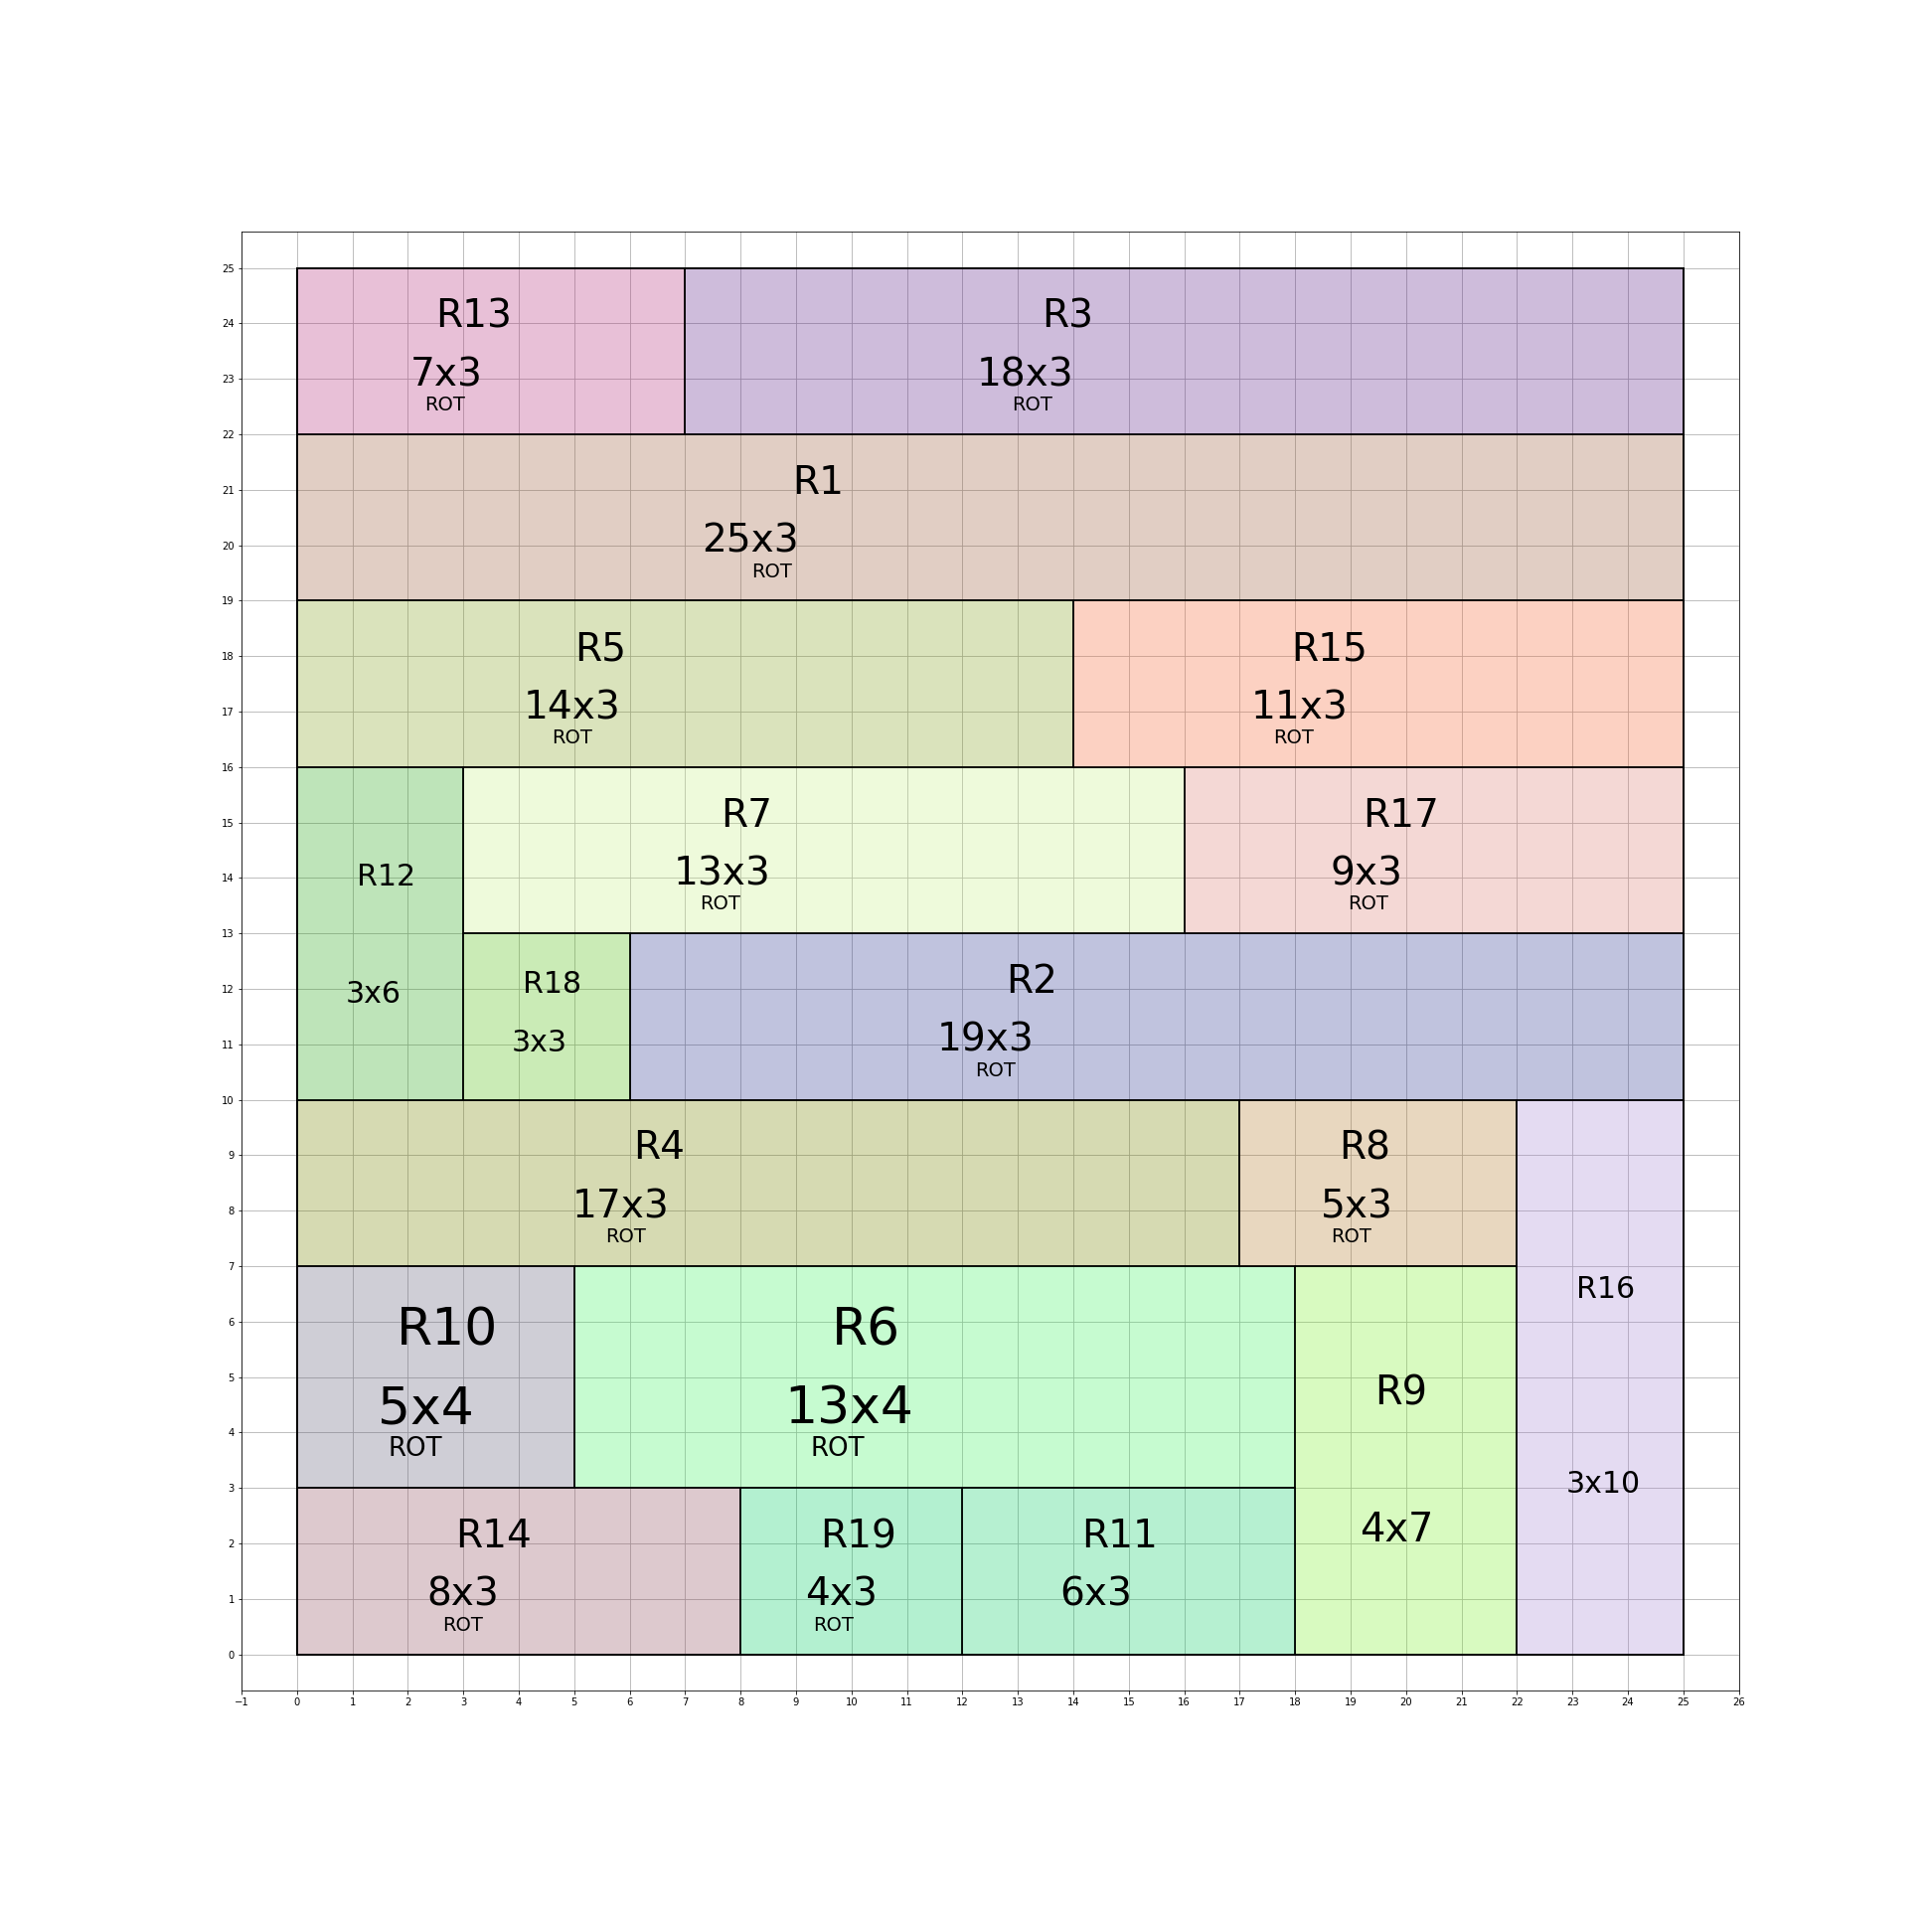 25
24
23
22
21
20
19
18
17
16
15
14
13
12
11
10
9
8
7
6
5
4
3
2
1
0
R13
7x3
ROT
R3
18x3
ROT
R1
25x3
ROT
R5
14x3
ROT
R15
11x3
ROT
R12
3x6
R7
13x3
ROT
R17
9x3
ROT
R18
3x3
R2
19x3
ROT
R4
17x3
ROT
R8
5x3
ROT
R16
3x10
R10
5x4
ROT
R6
13x4
ROT
R9
4x7
R14
8x3
ROT
R19
4x3
ROT
R11
6x3
−1 0 1 2 3 4 5 6 7 8 9 10 11 12 13 14 15 16 17 18 19 20 21 22 23 24 25 26